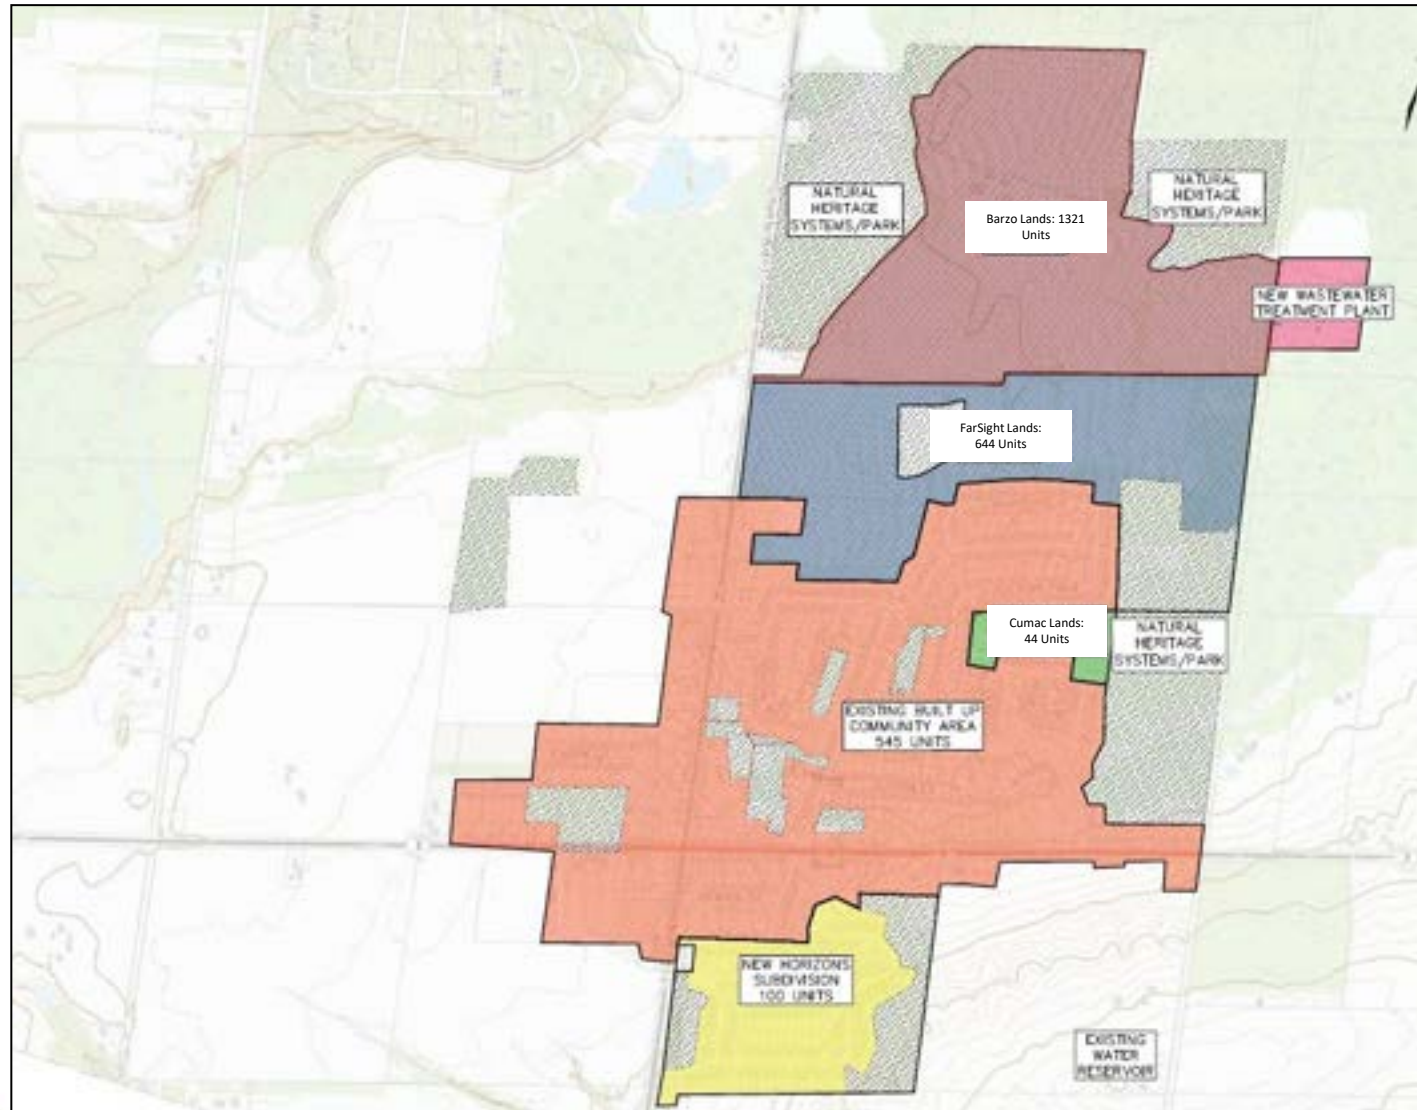 NATURAL
HERITAGE
SYSTEMS/PARK
NATURAL
HERITAGE
SYSTEMS/PARK
Barzo Lands: 1321
Units
NEW WASTEWATER
TREATMENT PLANT
FarSight Lands:
644 Units
Cumac Lands:
44 Units
NATURAL
HERITAGE
SYSTEMS/PARK
EXISTING BUILT UP
COMMUNITY AREA
545 UNITS
NEW HORIZONS
SUBDIVISION
100 UNITS
EXISTING
WATER
RESERVOIR